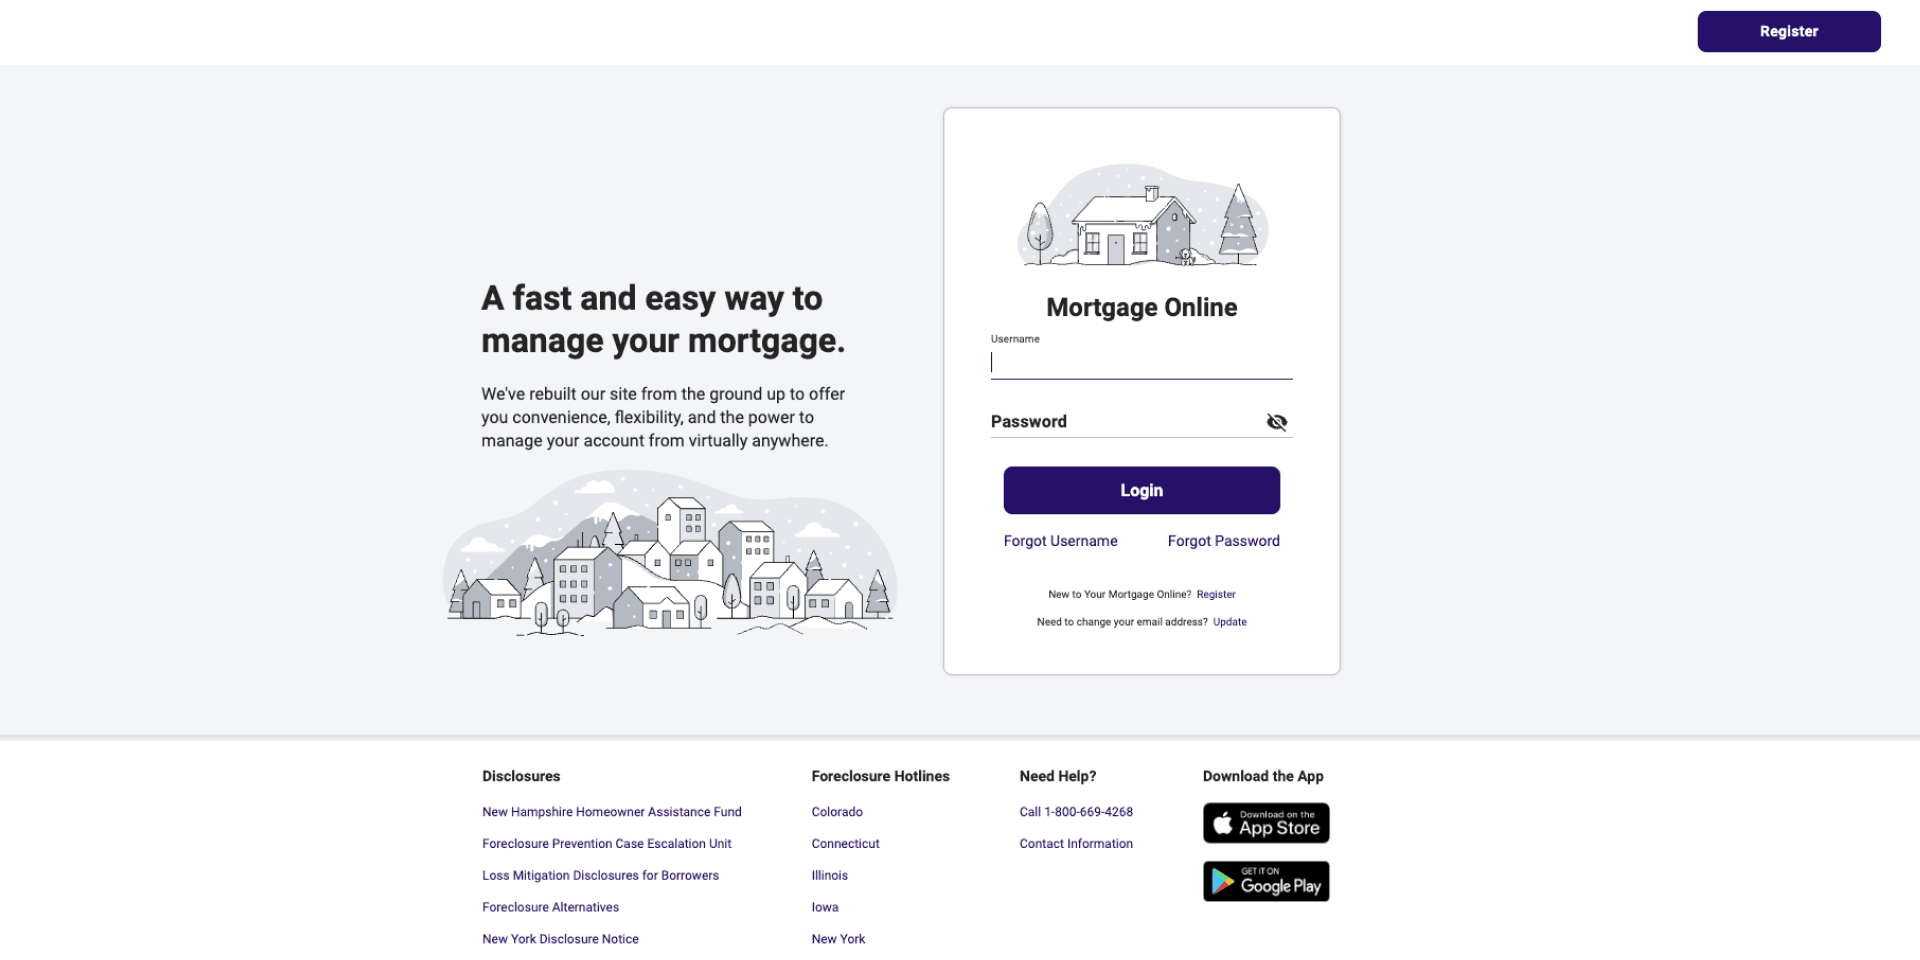 Register
A fast and easy way to
manage your mortgage.
We've rebuilt our site from the ground up to offer
you convenience, flexibility, and the power to
manage your account from virtually anywhere.
Mortgage Online
Username
Password
Login
Forgot Username
Forgot Password
New to Your Mortgage Online? Register
Need to change your email address? Update
Disclosures
New Hampshire Homeowner Assistance Fund
Foreclosure Prevention Case Escalation Unit
Loss Mitigation Disclosures for Borrowers
Foreclosure Alternatives
New York Disclosure Notice
Foreclosure Hotlines
Colorado
Connecticut
Illinois
Iowa
New York
Need Help?
Call 1-800-669-4268
Contact Information
Download the App
Download on the
App Store
GET IT ON
Google Play